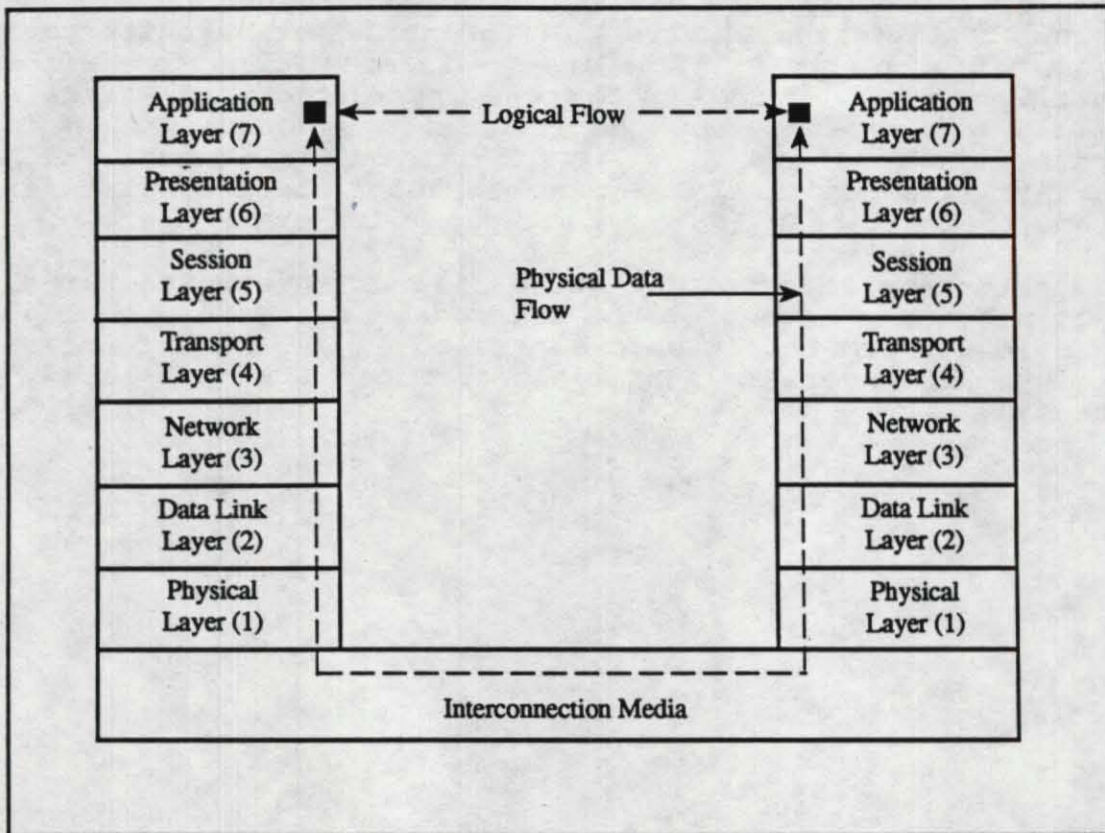 Application
Layer (7)
Presentation
Layer (6)
Session
Layer (5)
Transport
Layer (4)
Network
Layer (3)
Data Link
Layer (2)
Physical
Layer (1)
Logical Flow
Physical Data
Flow
Application
Layer (7)
Presentation
Layer (6)
Session
Layer (5)
Transport
Layer (4)
Network
Layer (3)
Data Link
Layer (2)
Physical
Layer (1)
Interconnection Media